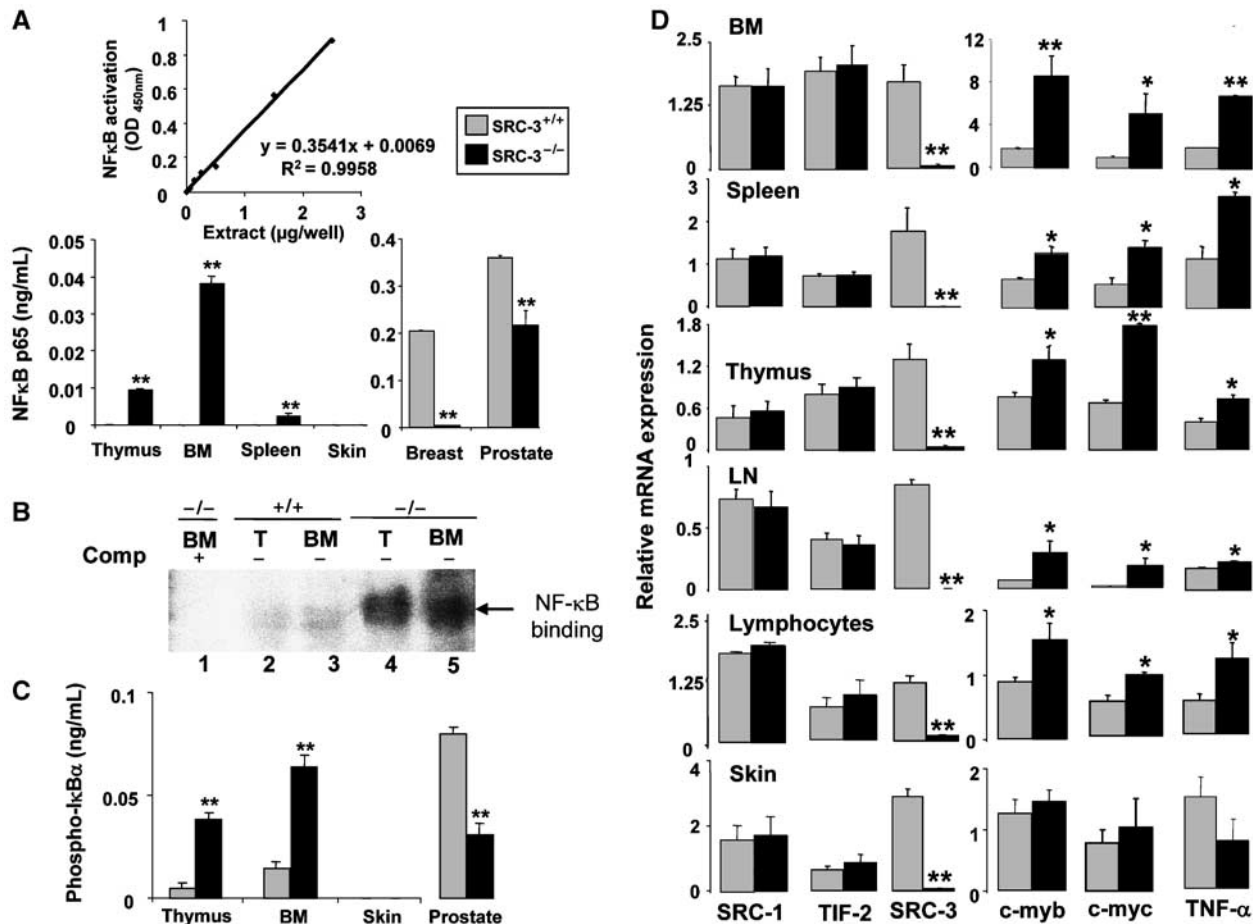 A
NFκB activation
(OD 450nm)
1
0.8
0.6
0.4
0.2
0
0 1 2 3
Extract (µg/well)
y = 0.3541x + 0.0069
R² = 0.9958
SRC-3+/+
SRC-3−/−
NFκB p65 (ng/mL)
0.05
0.04
0.03
0.02
0.01
0
** ** **
Thymus BM Spleen Skin
0.4
0.3
0.2
0.1
0
** **
Breast Prostate
B
−/− +/+ −/−
BM T BM T BM
Comp + − − − −
NF-κB
binding
1 2 3 4 5
C
Phospho-IκBα (ng/mL)
0.1
0.05
0
** ** **
Thymus BM Skin Prostate
D
Relative mRNA expression
BM
2.5
1.25
0
**
12
8
4
0
** * **
Spleen
3
2
1
0
**
* * *
Thymus
1.8
1.2
0.6
0
**
* ** *
LN
1
0.5
0
**
* * *
Lymphocytes
2.5
1.25
0
**
2
1
0
* * *
Skin
4
2
0
**
2
1
0
SRC-1 TIF-2 SRC-3 c-myb c-myc TNF-α